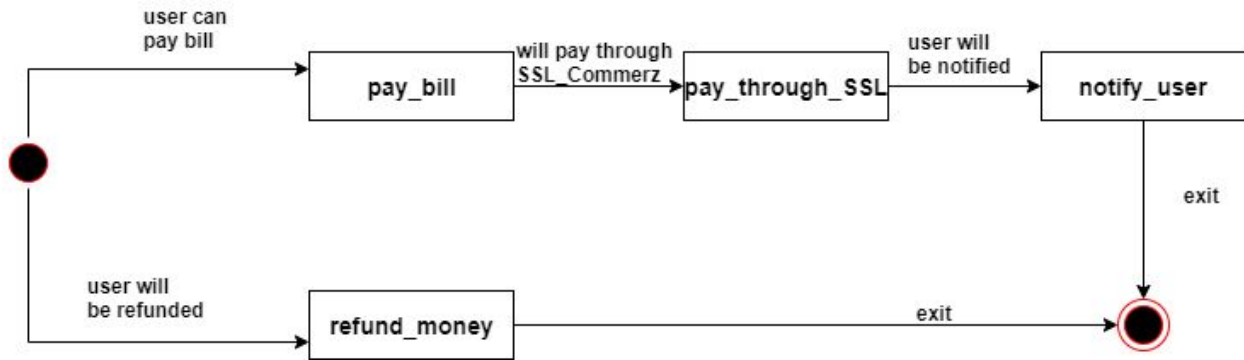 user can
pay bill
pay_bill
will pay through
SSL_Commerz
pay_through_SSL
user will
be notified
notify_user
exit
user will
be refunded
refund_money
exit